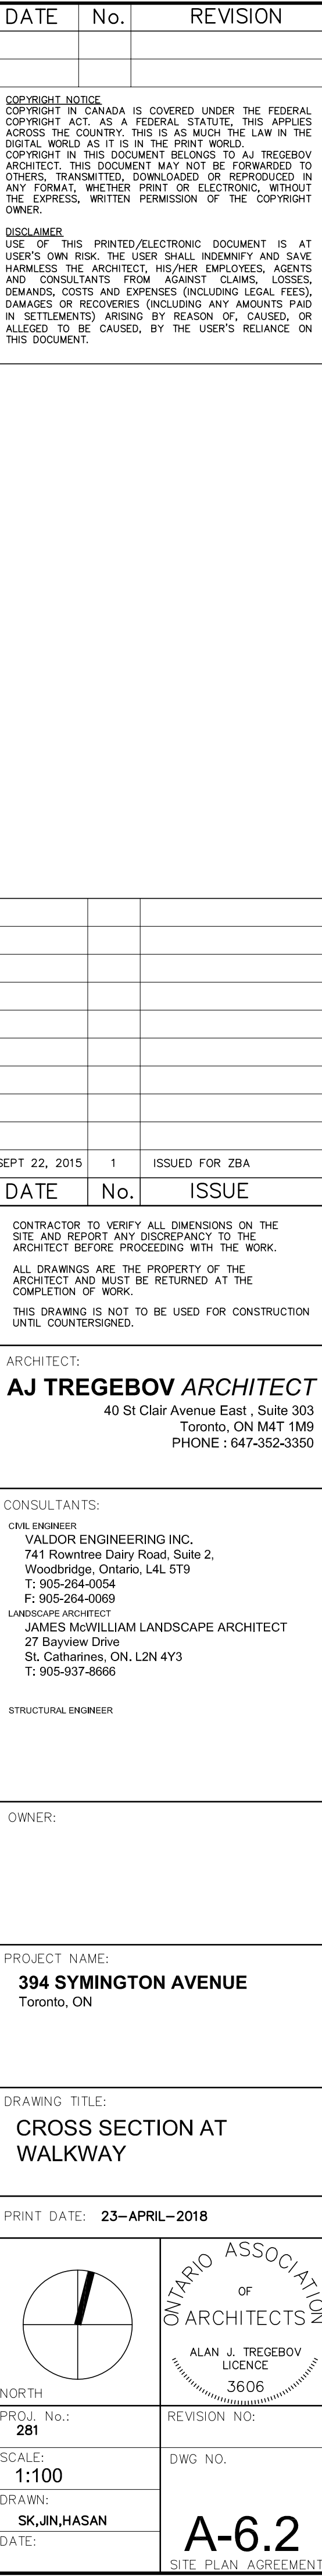 DATE No. REVISION
COPYRIGHT NOTICE
COPYRIGHT IN CANADA IS COVERED UNDER THE FEDERAL
COPYRIGHT ACT. AS A FEDERAL STATUTE, THIS APPLIES
ACROSS THE COUNTRY. THIS IS AS MUCH THE LAW IN THE
DIGITAL WORLD AS IT IS IN THE PRINT WORLD.
COPYRIGHT IN THIS DOCUMENT BELONGS TO AJ TREGEBOV
ARCHITECT. THIS DOCUMENT MAY NOT BE FORWARDED TO
OTHERS, TRANSMITTED, DOWNLOADED OR REPRODUCED IN
ANY FORMAT, WHETHER PRINT OR ELECTRONIC, WITHOUT
THE EXPRESS, WRITTEN PERMISSION OF THE COPYRIGHT
OWNER.
DISCLAIMER
USE OF THIS PRINTED/ELECTRONIC DOCUMENT IS AT
USER'S OWN RISK. THE USER SHALL INDEMNIFY AND SAVE
HARMLESS THE ARCHITECT, HIS/HER EMPLOYEES, AGENTS
AND CONSULTANTS FROM AGAINST CLAIMS, LOSSES,
DEMANDS, COSTS AND EXPENSES (INCLUDING LEGAL FEES),
DAMAGES OR RECOVERIES (INCLUDING ANY AMOUNTS PAID
IN SETTLEMENTS) ARISING BY REASON OF, CAUSED, OR
ALLEGED TO BE CAUSED, BY THE USER'S RELIANCE ON
THIS DOCUMENT.
SEPT 22, 2015 1 ISSUED FOR ZBA
DATE No. ISSUE
CONTRACTOR TO VERIFY ALL DIMENSIONS ON THE
SITE AND REPORT ANY DISCREPANCY TO THE
ARCHITECT BEFORE PROCEEDING WITH THE WORK.
ALL DRAWINGS ARE THE PROPERTY OF THE
ARCHITECT AND MUST BE RETURNED AT THE
COMPLETION OF WORK.
THIS DRAWING IS NOT TO BE USED FOR CONSTRUCTION
UNTIL COUNTERSIGNED.
ARCHITECT:
AJ TREGEBOV ARCHITECT
40 St Clair Avenue East , Suite 303
Toronto, ON M4T 1M9
PHONE : 647-352-3350
CONSULTANTS:
CIVIL ENGINEER
VALDOR ENGINEERING INC.
741 Rowntree Dairy Road, Suite 2,
Woodbridge, Ontario, L4L 5T9
T: 905-264-0054
F: 905-264-0069
LANDSCAPE ARCHITECT
JAMES McWILLIAM LANDSCAPE ARCHITECT
27 Bayview Drive
St. Catharines, ON. L2N 4Y3
T: 905-937-8666
STRUCTURAL ENGINEER
OWNER:
PROJECT NAME:
394 SYMINGTON AVENUE
Toronto, ON
DRAWING TITLE:
CROSS SECTION AT
WALKWAY
PRINT DATE: 23-APRIL-2018
NORTH
ONTARIO ASSOCIATION
OF
ARCHITECTS
ALAN J. TREGEBOV
LICENCE
3606
PROJ. No.:
281
REVISION NO:
SCALE:
1:100
DWG NO.
DRAWN:
SK,JIN,HASAN
DATE:
A-6.2
SITE PLAN AGREEMENT